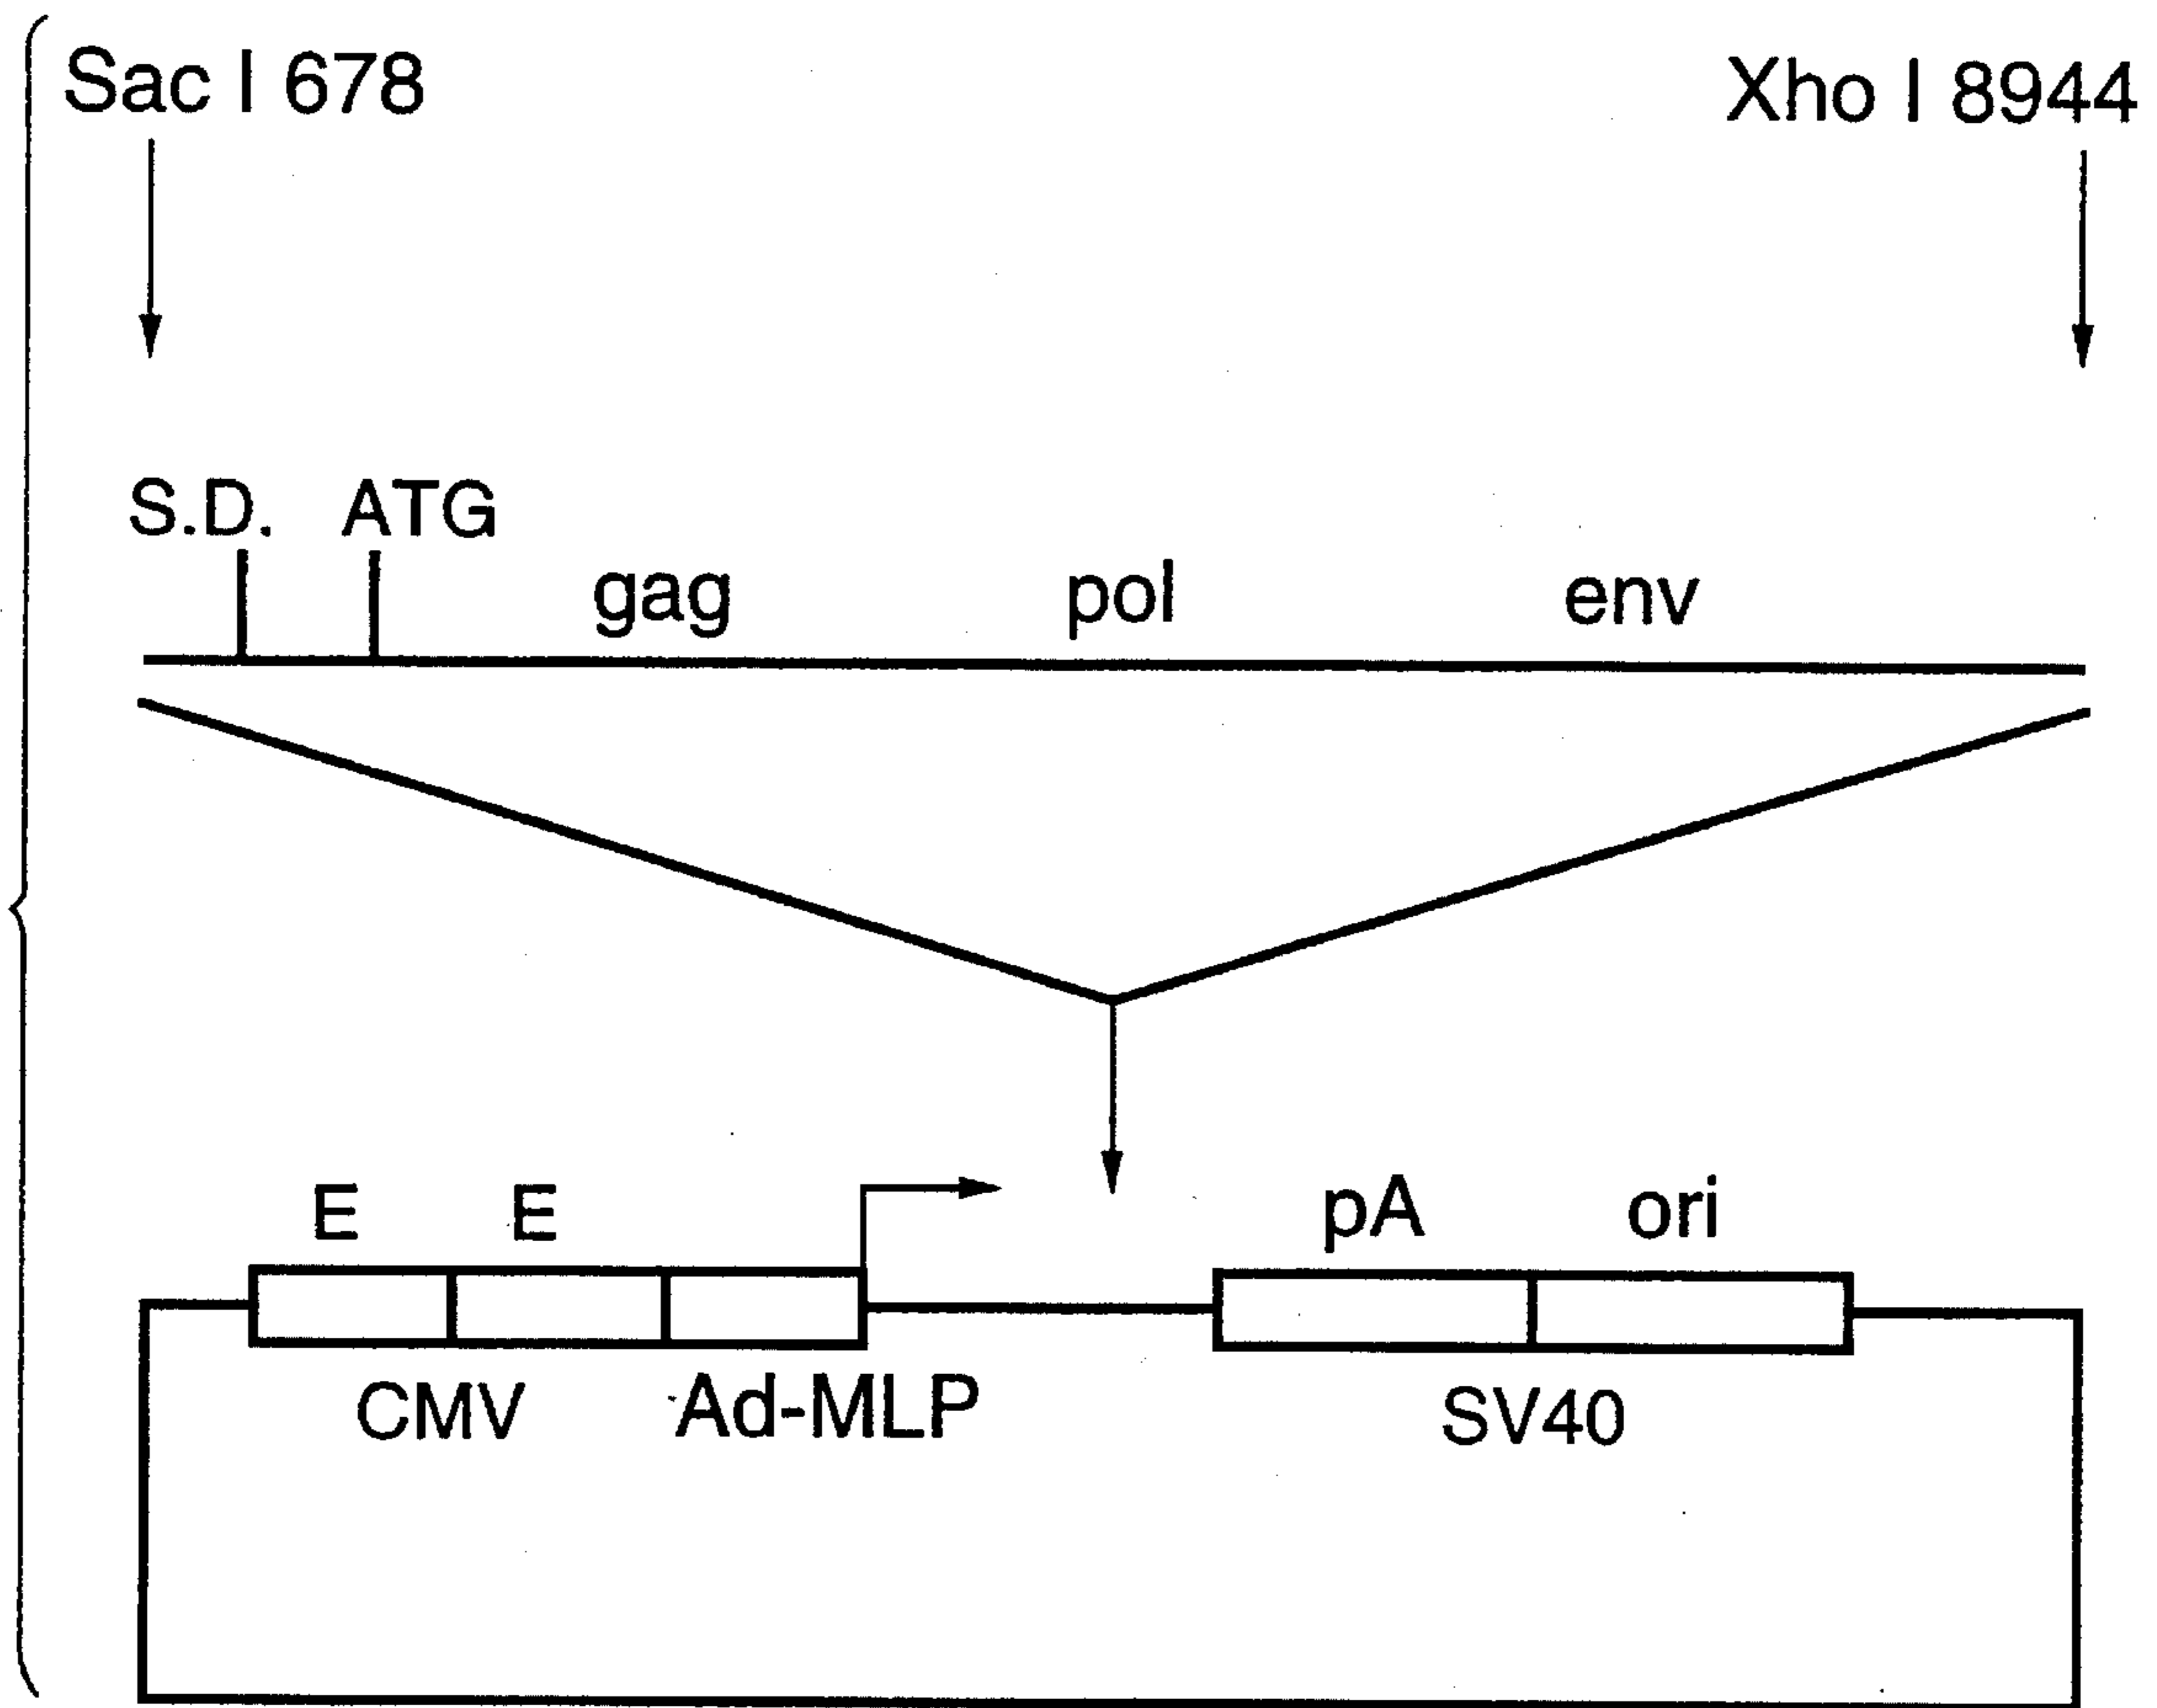 Sac I 678 Xho I 8944
S.D. ATG
gag pol env
E E pA ori
CMV Ad-MLP SV40